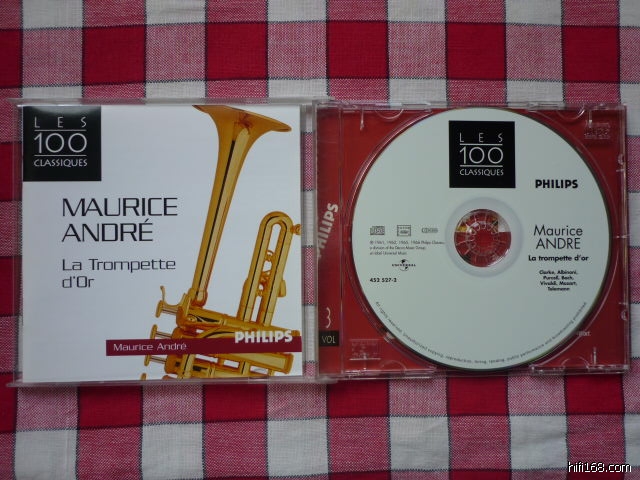 LES
100
CLASSIQUES
MAURICE
ANDRÉ
La Trompette
d'Or
PHILIPS
Maurice André
3
VOL
LES
100
CLASSIQUES
PHILIPS
Maurice
ANDRE
La trompette d'or
Clarke, Albinoni,
Purcell, Bach,
Vivaldi, Mozart,
Telemann
UNIVERSAL
452 527-2
hifi168.com